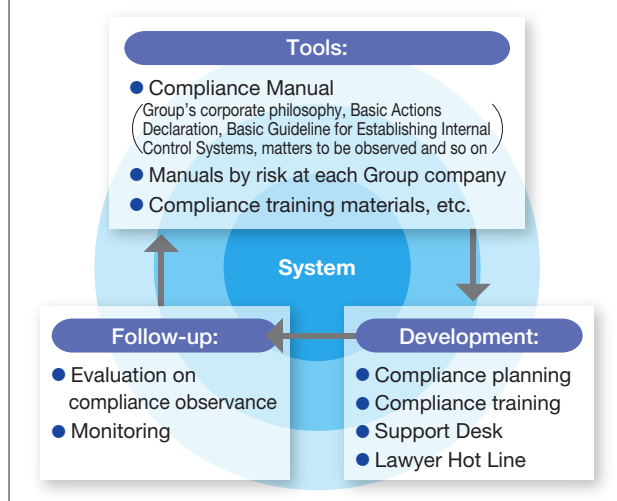 Tools:
● Compliance Manual
(Group's corporate philosophy, Basic Actions
Declaration, Basic Guideline for Establishing Internal
Control Systems, matters to be observed and so on)
● Manuals by risk at each Group company
● Compliance training materials, etc.
System
Follow-up:
● Evaluation on
compliance observance
● Monitoring
Development:
● Compliance planning
● Compliance training
● Support Desk
● Lawyer Hot Line